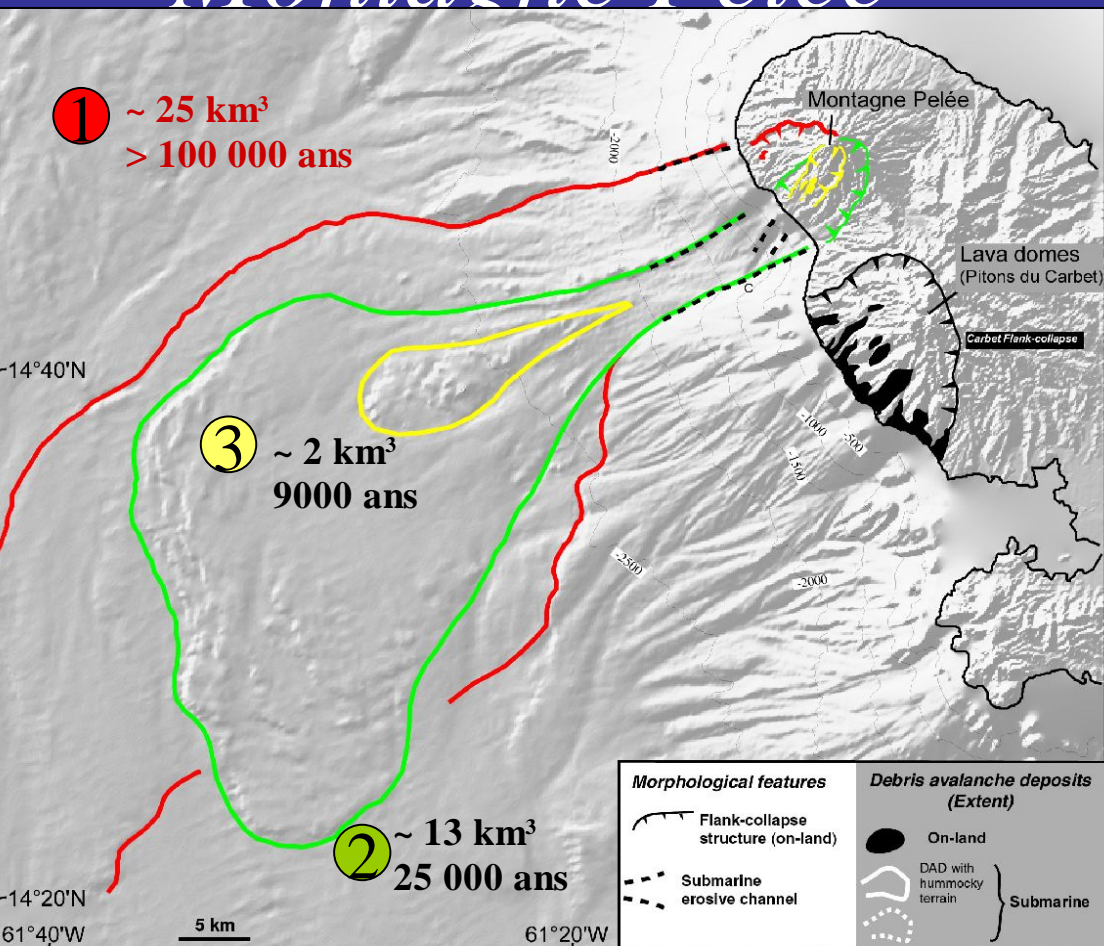 Montagne Pelée
1 ~ 25 km³
> 100 000 ans
Montagne Pelée
-2000
Lava domes
(Pitons du Carbet)
C
Carbet Flank-collapse
14°40'N
3 ~ 2 km³
9000 ans
-1000
-500
-1500
-2500
-2000
2 ~ 13 km³
25 000 ans
14°20'N
61°40'W
5 km
61°20'W
Morphological features
Flank-collapse
structure (on-land)
Submarine
erosive channel
Debris avalanche deposits
(Extent)
On-land
DAD with
hummocky
terrain
Submarine